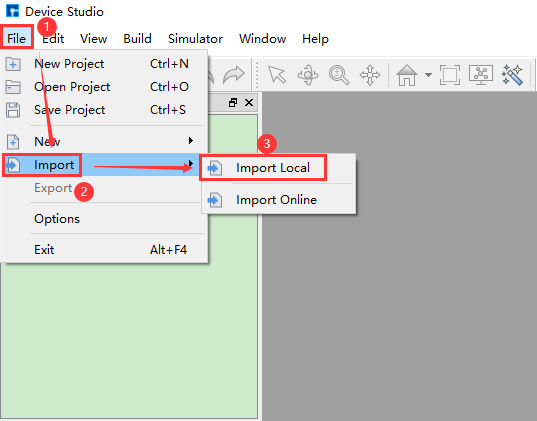 Device Studio
1
File Edit View Build Simulator Window Help
New Project Ctrl+N
Open Project Ctrl+O
Save Project Ctrl+S
New
3
Import
Import Local
Export 2
Import Online
Options
Exit Alt+F4